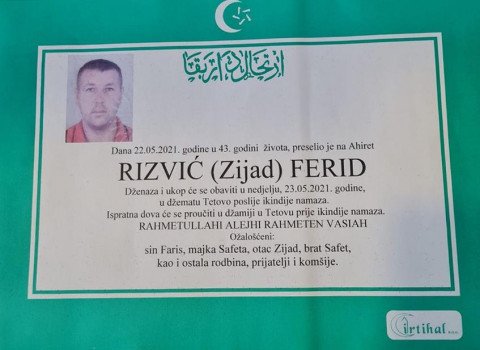 Dana 22.05.2021. godine u 43. godini života, preselio je na Ahiret
RIZVIĆ (Zijad) FERID
Dženaza i ukop će se obaviti u nedjelju, 23.05.2021. godine,
u džematu Tetovo poslije ikindije namaza.
Ispratna dova će se proučiti u džamiji u Tetovu prije ikindije namaza.
RAHMETULLAHI ALEJHI RAHMETEN VASIAH
Ožalošćeni:
sin Faris, majka Safeta, otac Zijad, brat Safet,
kao i ostala rodbina, prijatelji i komšije.
irtihal